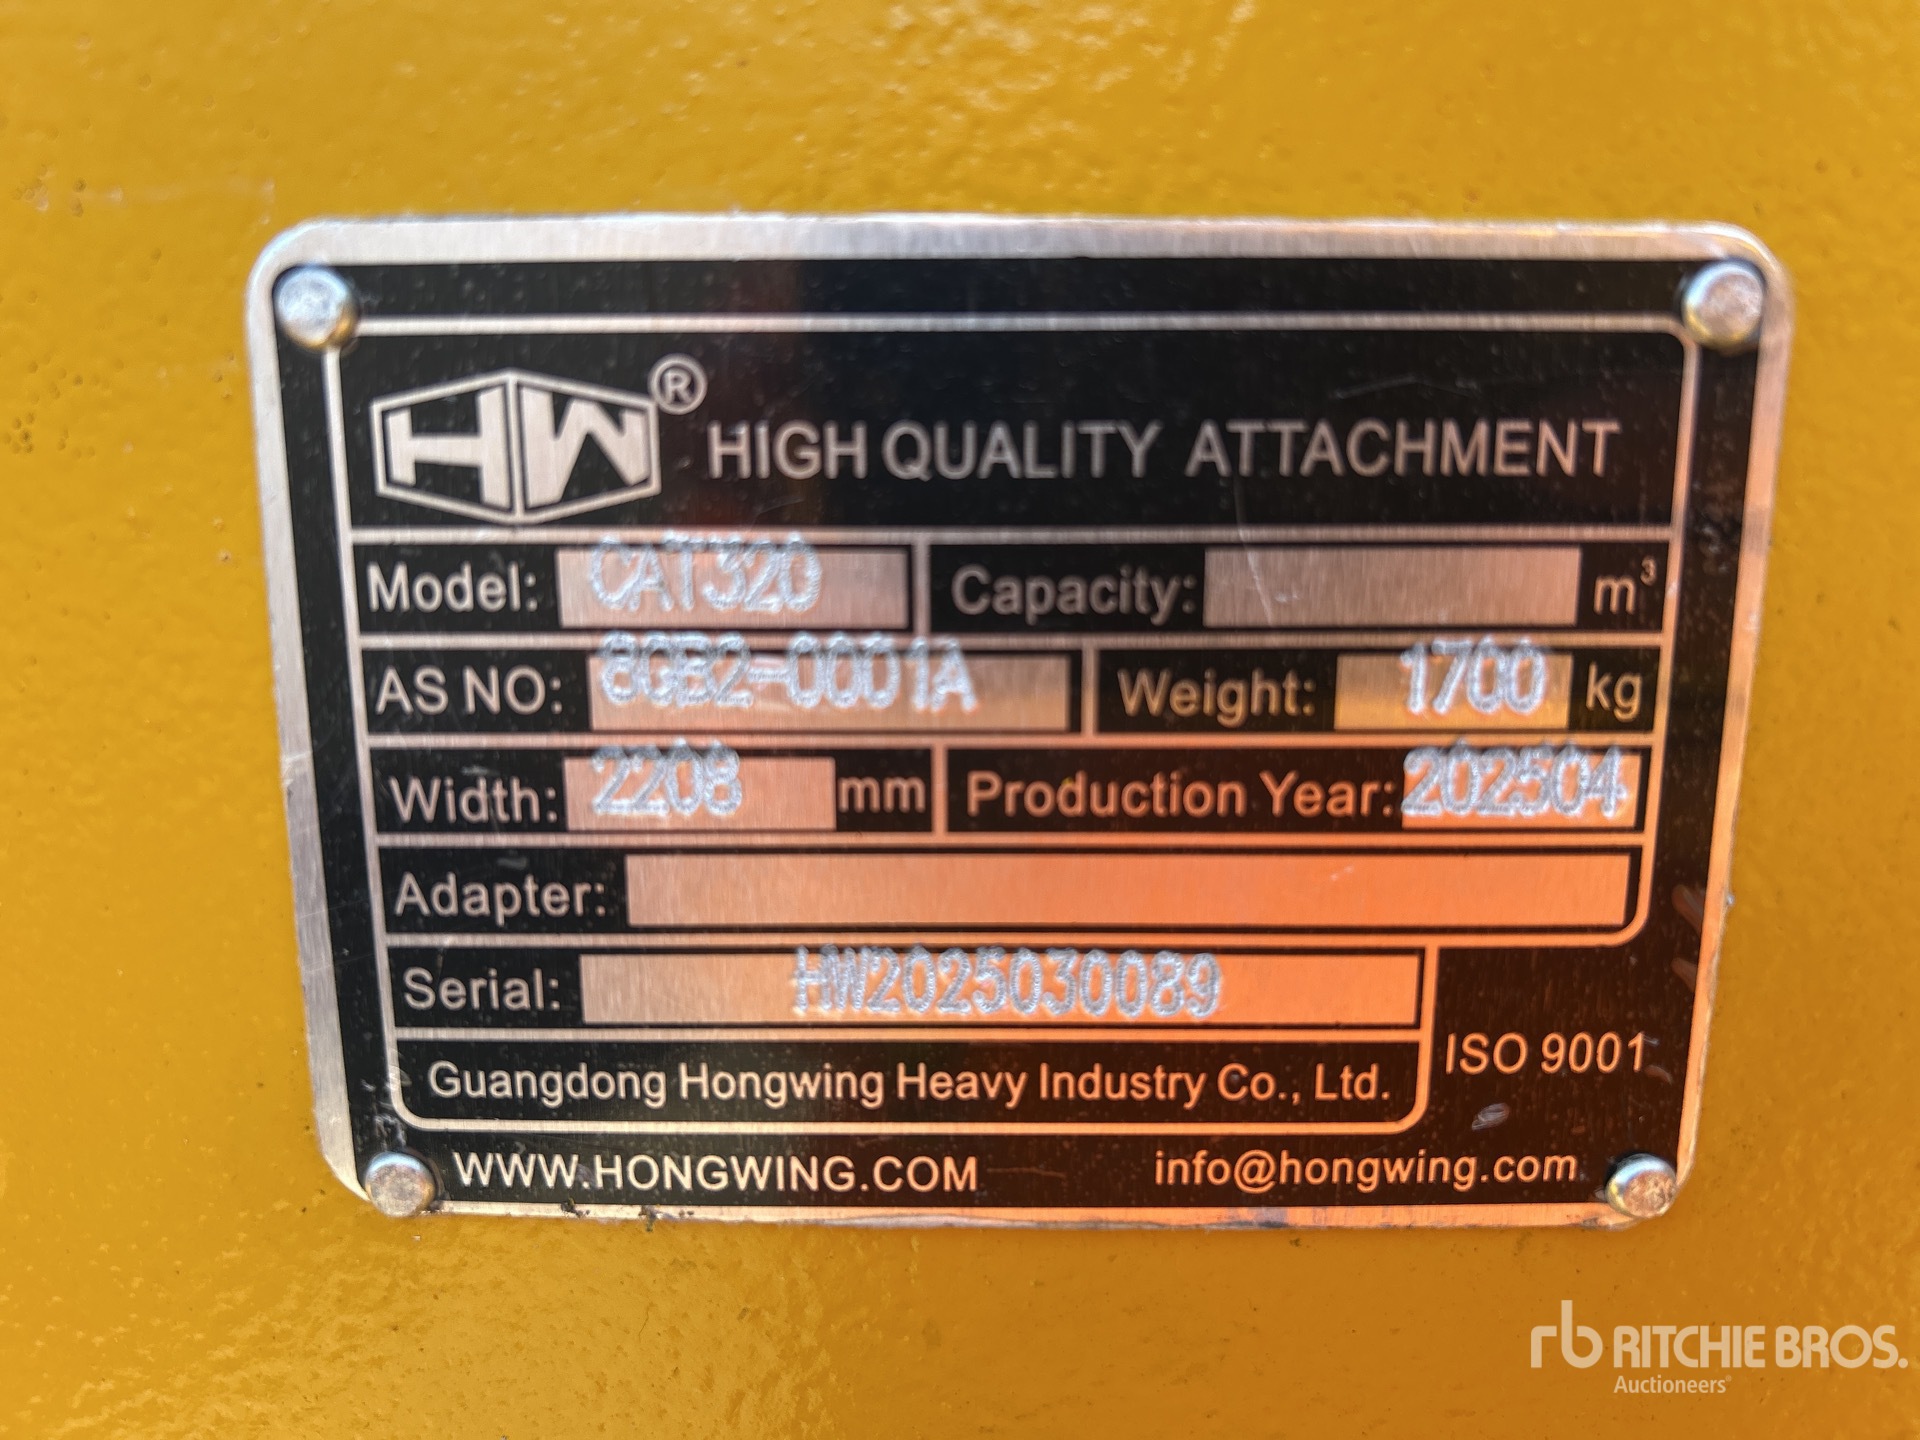 HW® HIGH QUALITY ATTACHMENT
Model: CAT320 Capacity: m³
AS NO: 8GB2-0001A Weight: 1700 kg
Width: 2208 mm Production Year: 202504
Adapter:
Serial: HW2025030089
Guangdong Hongwing Heavy Industry Co., Ltd.
ISO 9001
WWW.HONGWING.COM info@hongwing.com
rb RITCHIE BROS.
Auctioneers